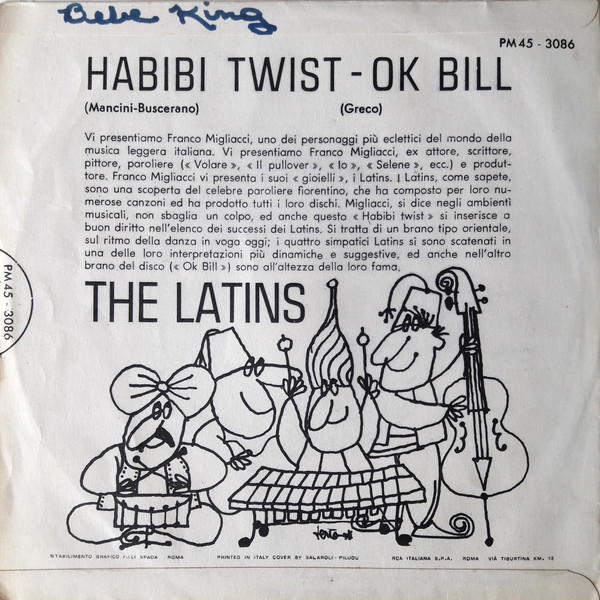 Bebe King
PM 45 - 3086
HABIBI TWIST - OK BILL
(Mancini-Buscerano) (Greco)
Vi presentiamo Franco Migliacci, uno dei personaggi più eclettici del mondo della
musica leggera italiana. Vi presentiamo Franco Migliacci, ex attore, scrittore,
pittore, paroliere (« Volare », « Il pullover », « Io », « Selene », ecc.) e produt-
tore. Franco Migliacci vi presenta i suoi « gioielli », i Latins. I Latins, come sapete,
sono una scoperta del celebre paroliere fiorentino, che ha composto per loro nu-
merose canzoni ed ha prodotto tutti i loro dischi. Migliacci, si dice negli ambienti
musicali, non sbaglia un colpo, ed anche questo « Habibi twist » si inserisce a
buon diritto nell'elenco dei successi dei Latins. Si tratta di un brano tipo orientale,
sul ritmo della danza in voga oggi; i quattro simpatici Latins si sono scatenati in
una delle loro interpretazioni più dinamiche e suggestive, ed anche nell'altro
brano del disco (« Ok Bill ») sono all'altezza della loro fama.
PM 45 - 3086
THE LATINS
STABILIMENTO GRAFICO F.LLI SPADA ROMA PRINTED IN ITALY COVER BY SALAROLI - PILUDU RCA ITALIANA S.P.A. ROMA VIA TIBURTINA KM. 12